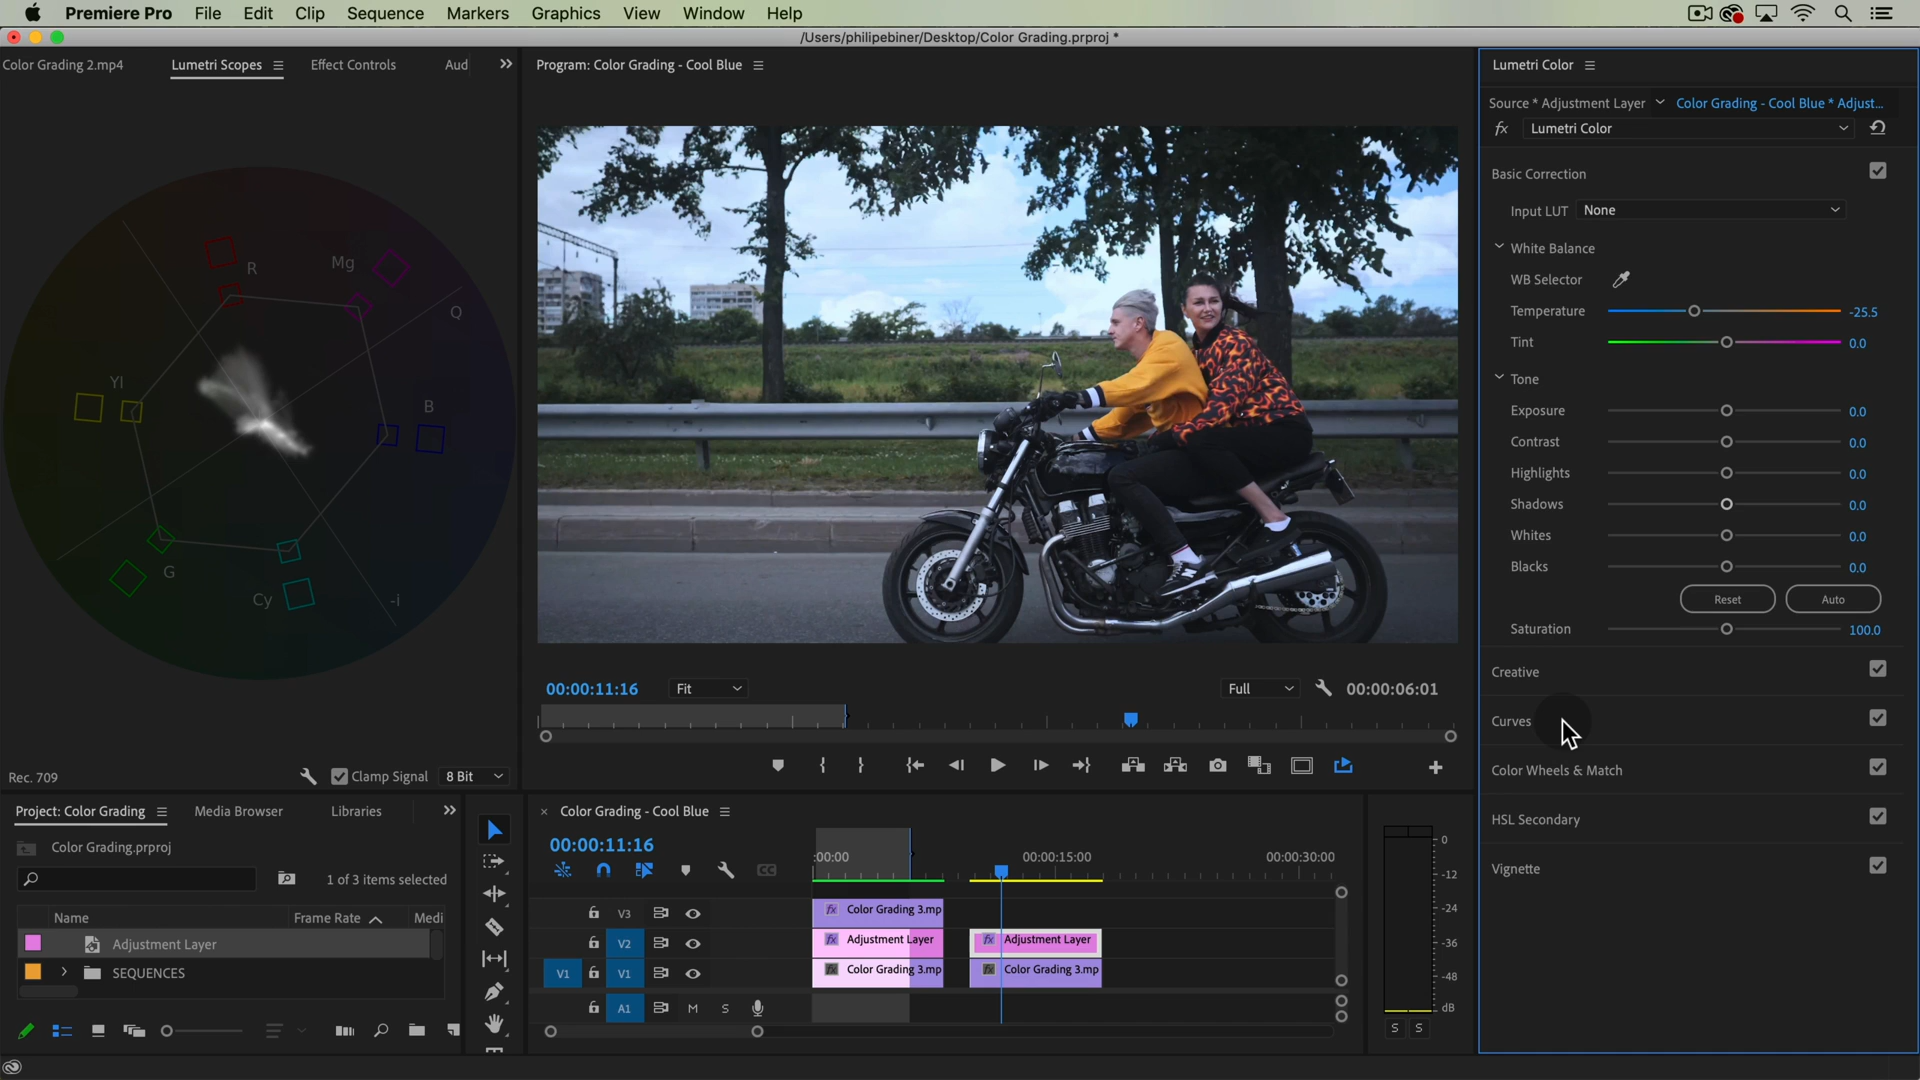 Premiere Pro File Edit Clip Sequence Markers Graphics View Window Help
/Users/philipebiner/Desktop/Color Grading.prproj *
Color Grading 2.mp4 Lumetri Scopes Effect Controls Aud
R
Mg
Q
Yl
B
G
Cy
-i
Rec. 709 Clamp Signal 8 Bit
Program: Color Grading - Cool Blue
00:00:11:16 Fit Full 00:00:06:01
Lumetri Color
Source * Adjustment Layer Color Grading - Cool Blue * Adjust...
fx Lumetri Color
Basic Correction
Input LUT None
White Balance
WB Selector
Temperature -25.5
Tint 0.0
Tone
Exposure 0.0
Contrast 0.0
Highlights 0.0
Shadows 0.0
Whites 0.0
Blacks 0.0
Reset Auto
Saturation 100.0
Creative
Curves
Color Wheels & Match
HSL Secondary
Vignette
Project: Color Grading Media Browser Libraries
Color Grading.prproj
1 of 3 items selected
Name Frame Rate Medi
Adjustment Layer
SEQUENCES
× Color Grading - Cool Blue
00:00:11:16
:00:00 00:00:15:00 00:00:30:00
V3 fx Color Grading 3.mp
V2 fx Adjustment Layer fx Adjustment Layer
V1 V1 fx Color Grading 3.mp fx Color Grading 3.mp
A1 M S
0
-12
-24
-36
-48
dB
S S